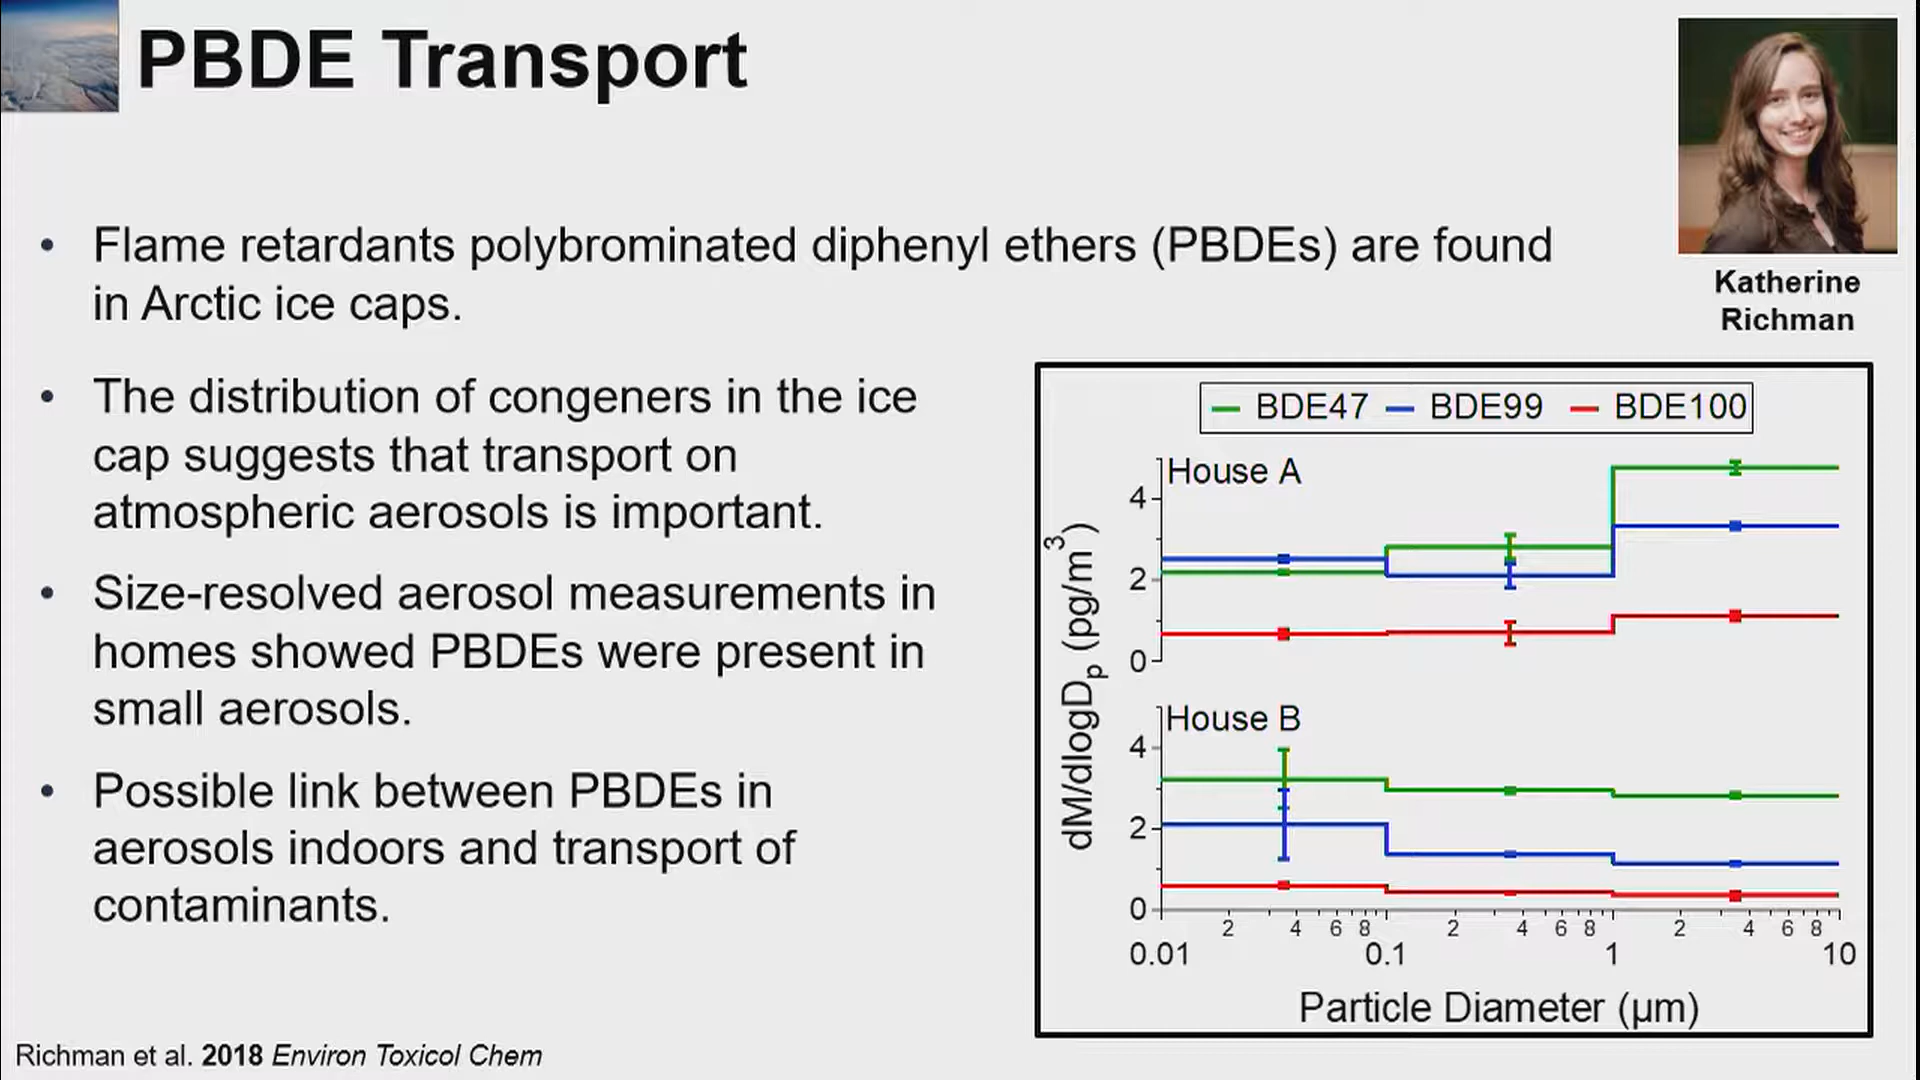 PBDE Transport
Katherine
Richman
• Flame retardants polybrominated diphenyl ethers (PBDEs) are found
in Arctic ice caps.
• The distribution of congeners in the ice
cap suggests that transport on
atmospheric aerosols is important.
• Size-resolved aerosol measurements in
homes showed PBDEs were present in
small aerosols.
• Possible link between PBDEs in
aerosols indoors and transport of
contaminants.
BDE47 BDE99 BDE100
House A
4
2
0
dM/dlogDp (pg/m³)
House B
4
2
0
2 4 6 8 2 4 6 8 2 4 6 8
0.01 0.1 1 10
Particle Diameter (µm)
Richman et al. 2018 Environ Toxicol Chem